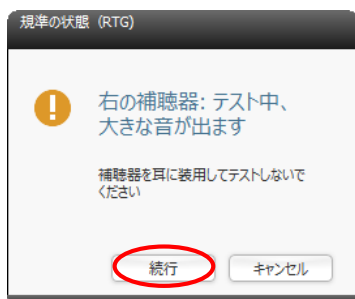 規準の状態 (RTG)
右の補聴器: テスト中、
大きな音が出ます
補聴器を耳に装用してテストしないで
ください
続行
キャンセル